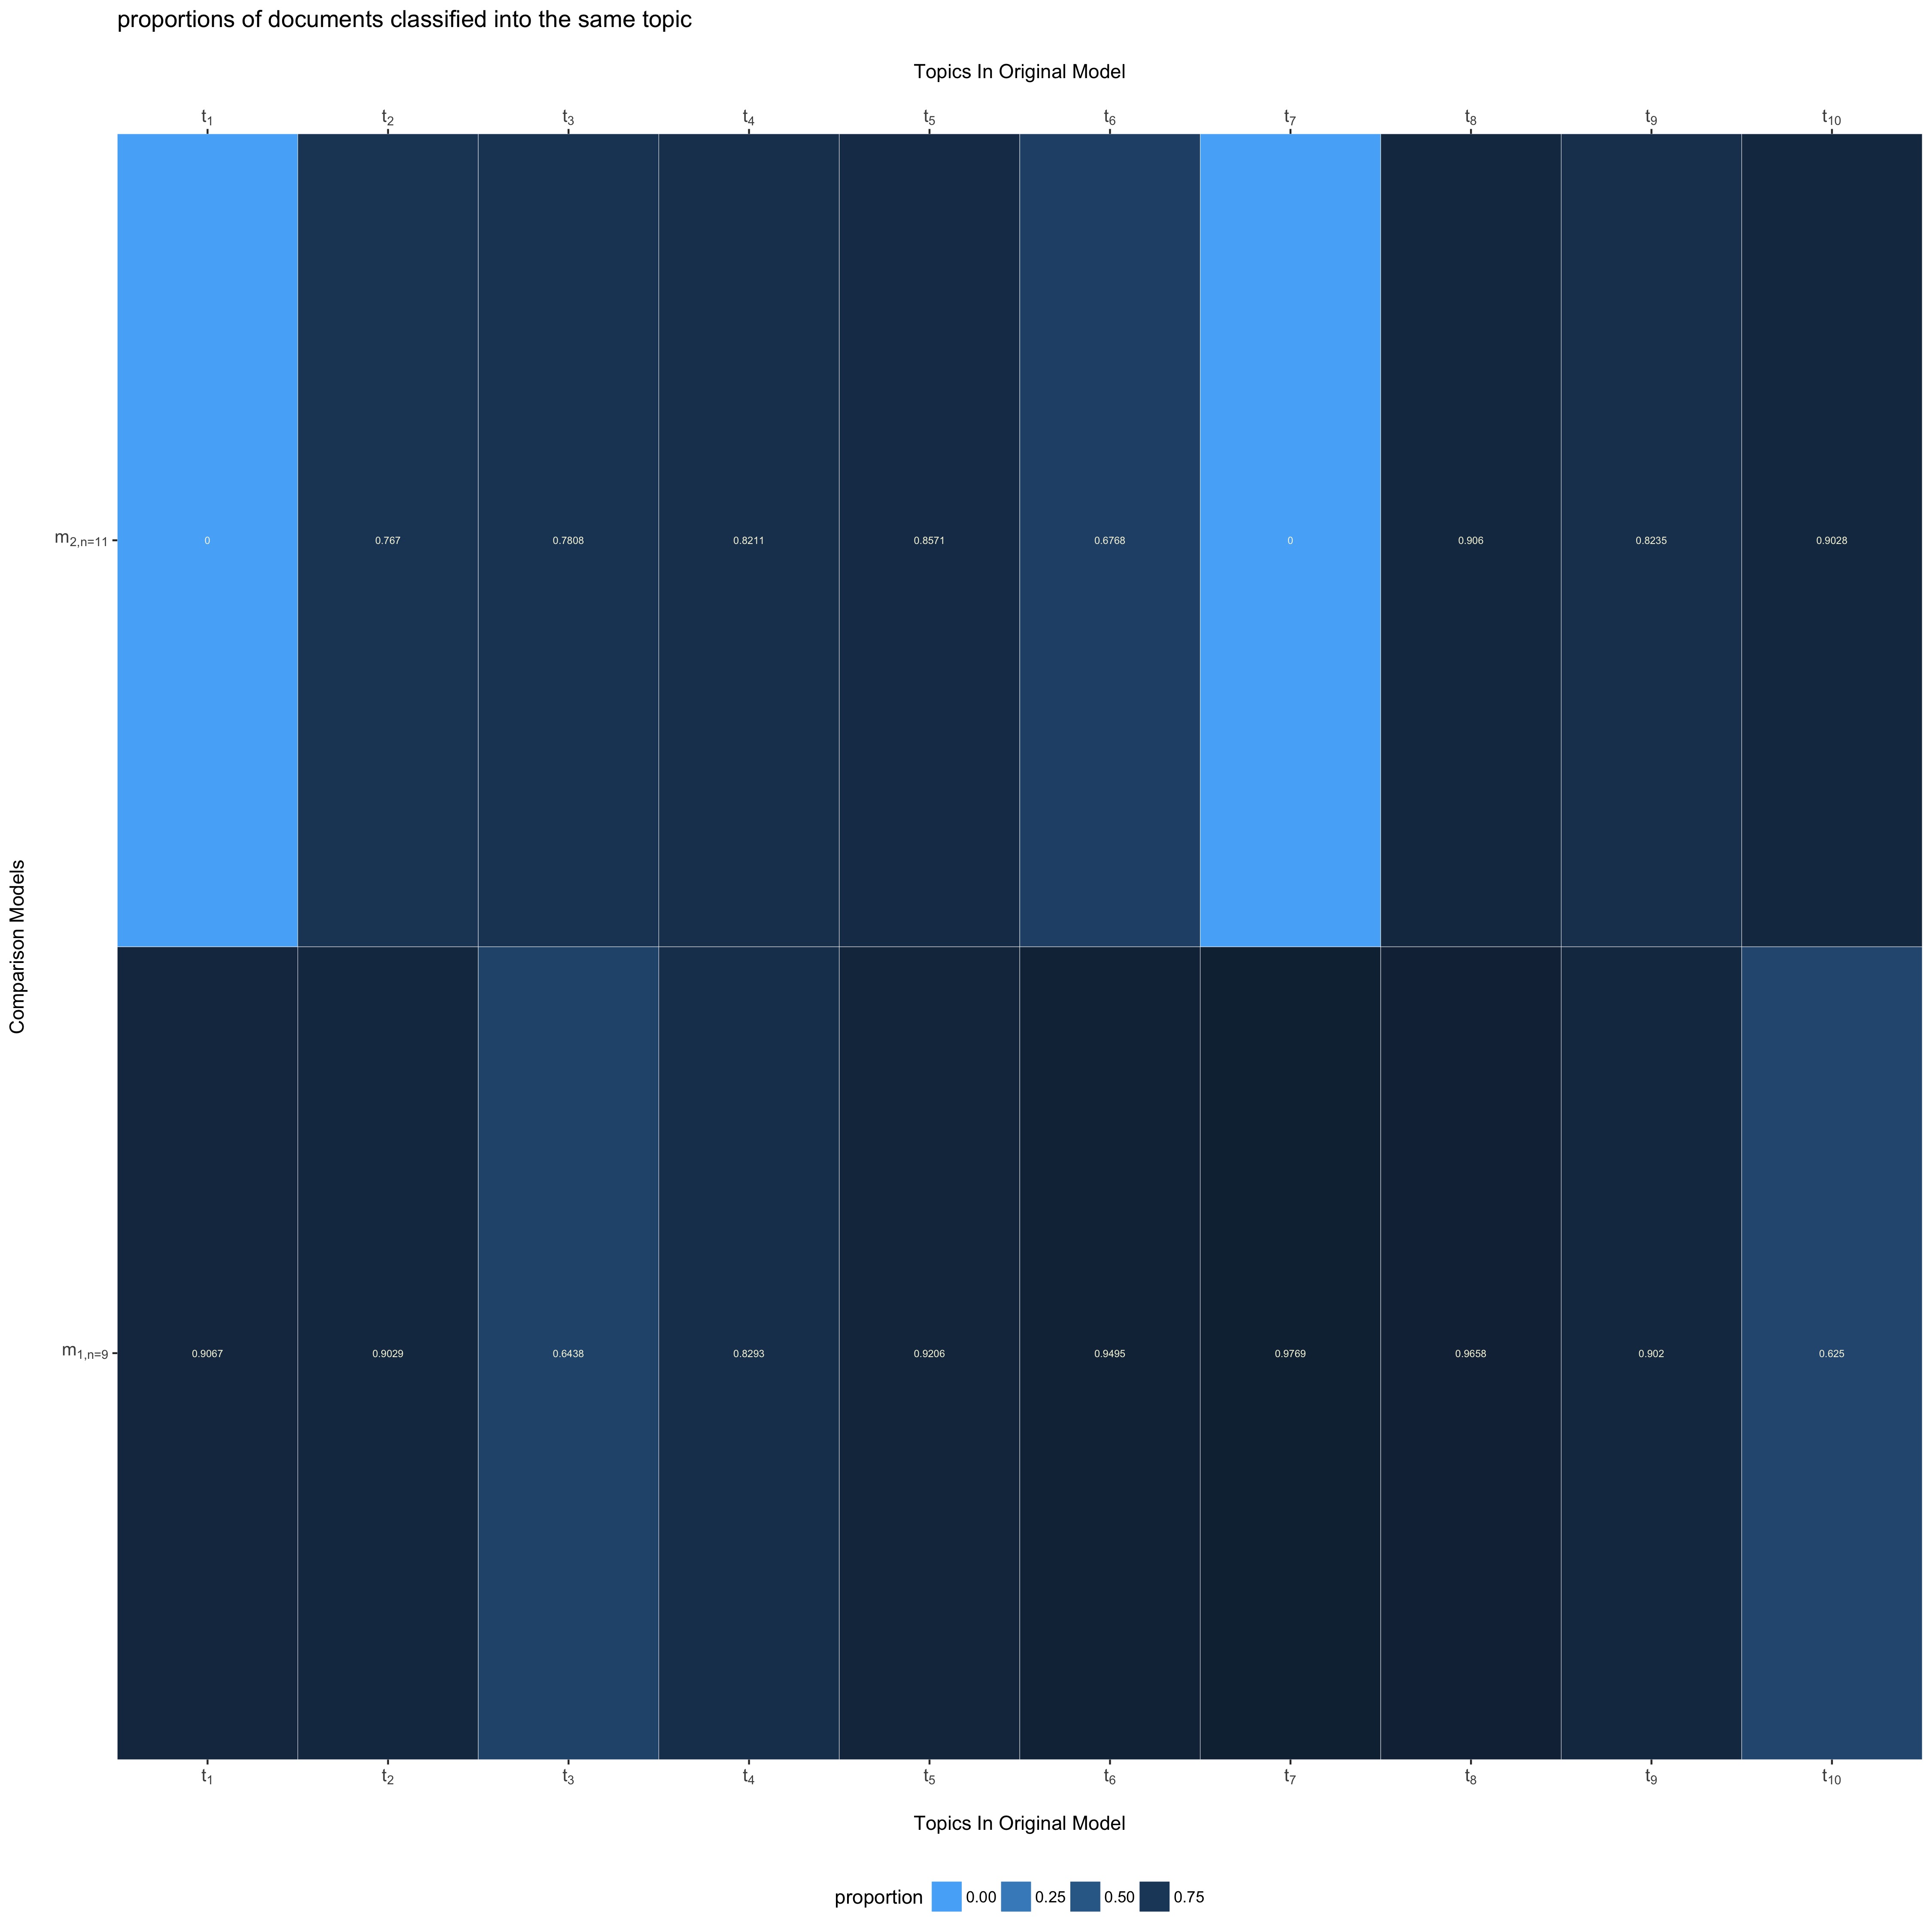 proportions of documents classified into the same topic
Topics In Original Model
t1 t2 t3 t4 t5 t6 t7 t8 t9 t10
Comparison Models
m2,n=11 0 0.767 0.7808 0.8211 0.8571 0.6768 0 0.906 0.8235 0.9028
m1,n=9 0.9067 0.9029 0.6438 0.8293 0.9206 0.9495 0.9769 0.9658 0.902 0.625
t1 t2 t3 t4 t5 t6 t7 t8 t9 t10
Topics In Original Model
proportion 0.00 0.25 0.50 0.75